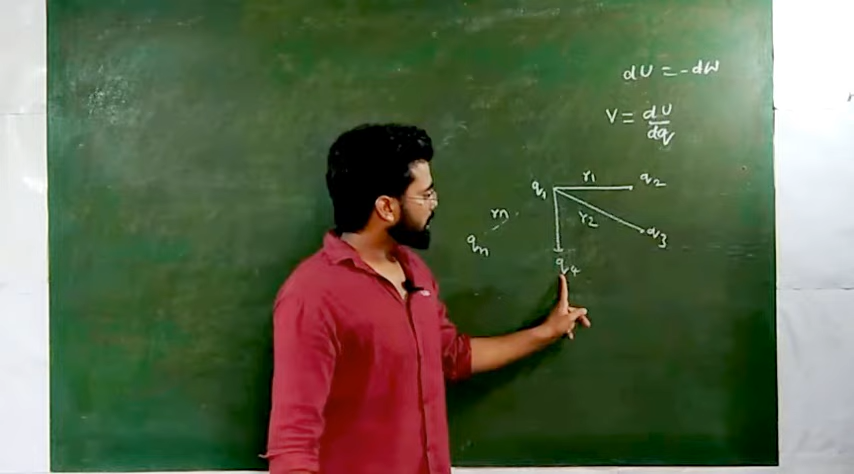 dU = -dW
V = dU/dq
r1
q1 q2
rn r2
qn q3
q4